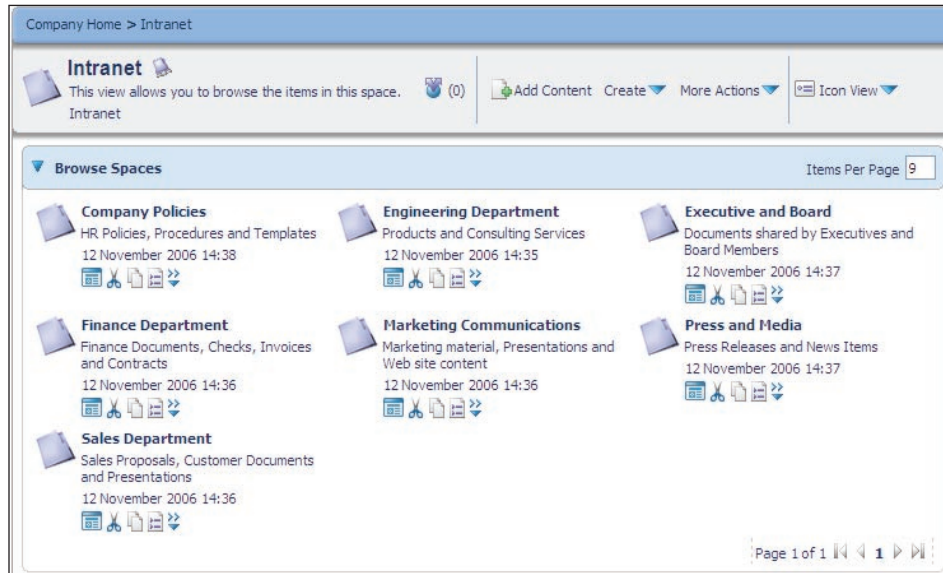 Company Home > Intranet
Intranet
This view allows you to browse the items in this space.
Intranet
(0)
Add Content Create More Actions Icon View
Browse Spaces
Items Per Page 9
Company Policies
HR Policies, Procedures and Templates
12 November 2006 14:38
Engineering Department
Products and Consulting Services
12 November 2006 14:35
Executive and Board
Documents shared by Executives and
Board Members
12 November 2006 14:37
Finance Department
Finance Documents, Checks, Invoices
and Contracts
12 November 2006 14:36
Marketing Communications
Marketing material, Presentations and
Web site content
12 November 2006 14:36
Press and Media
Press Releases and News Items
12 November 2006 14:37
Sales Department
Sales Proposals, Customer Documents
and Presentations
12 November 2006 14:36
Page 1 of 1 1